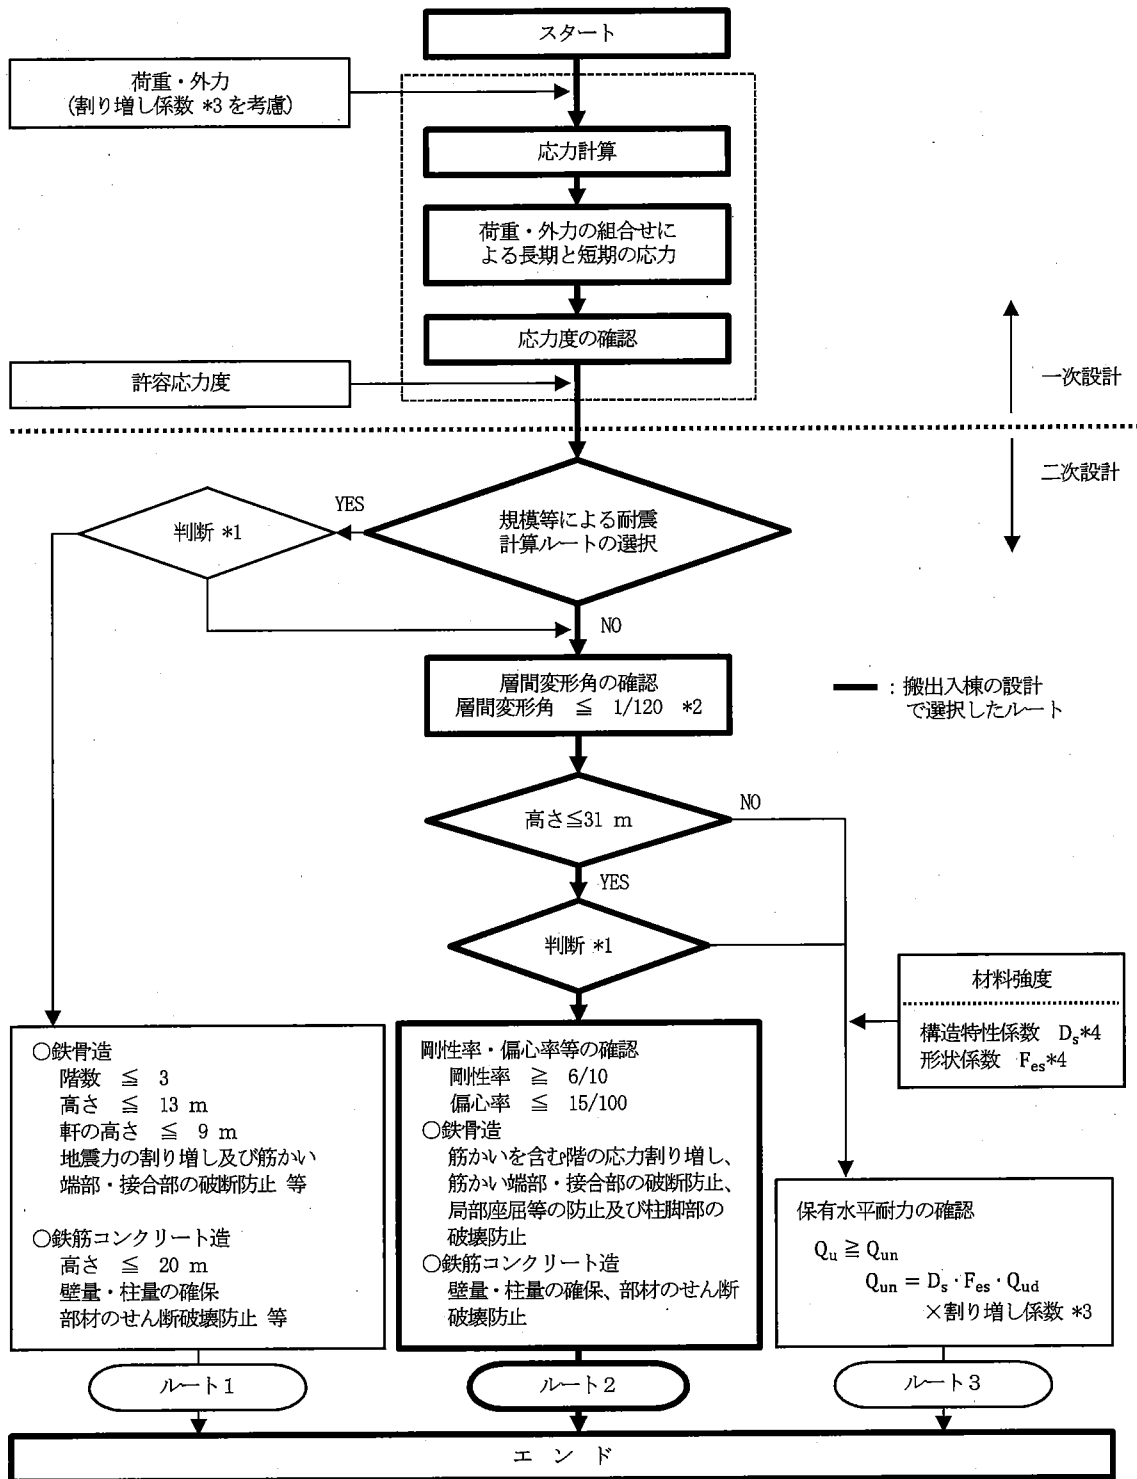 スタート
荷重・外力
(割り増し係数 *3 を考慮)
応力計算
荷重・外力の組合せに
よる長期と短期の応力
応力度の確認
許容応力度
一次設計
二次設計
規模等による耐震
計算ルートの選択
YES
判断 *1
NO
層間変形角の確認
層間変形角 ≦ 1/120 *2
: 搬出入棟の設計
で選択したルート
高さ≦31 m
NO
YES
判断 *1
材料強度
構造特性係数 Ds*4
形状係数 Fes*4
○鉄骨造
階数 ≦ 3
高さ ≦ 13 m
軒の高さ ≦ 9 m
地震力の割り増し及び筋かい
端部・接合部の破断防止 等
○鉄筋コンクリート造
高さ ≦ 20 m
壁量・柱量の確保
部材のせん断破壊防止 等
剛性率・偏心率等の確認
剛性率 ≧ 6/10
偏心率 ≦ 15/100
○鉄骨造
筋かいを含む階の応力割り増し、
筋かい端部・接合部の破断防止、
局部座屈等の防止及び柱脚部の
破壊防止
○鉄筋コンクリート造
壁量・柱量の確保、部材のせん断
破壊防止
保有水平耐力の確認
Qu ≧ Qun
Qun = Ds・Fes・Qud
×割り増し係数 *3
ルート1
ルート2
ルート3
エンド